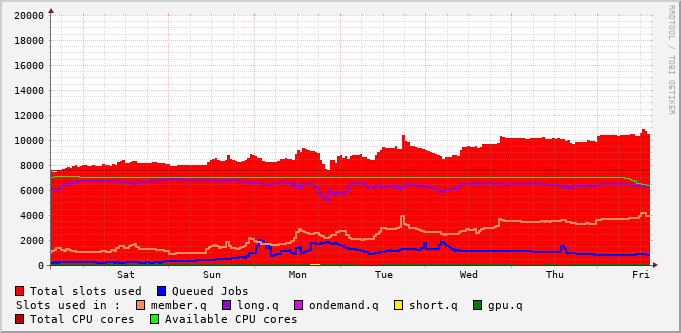 20000
18000
16000
14000
12000
10000
8000
6000
4000
2000
0
Sat Sun Mon Tue Wed Thu Fri
RRDTOOL / TOBI OETIKER
Total slots used Queued Jobs
Slots used in : member.q long.q ondemand.q short.q gpu.q
Total CPU cores Available CPU cores